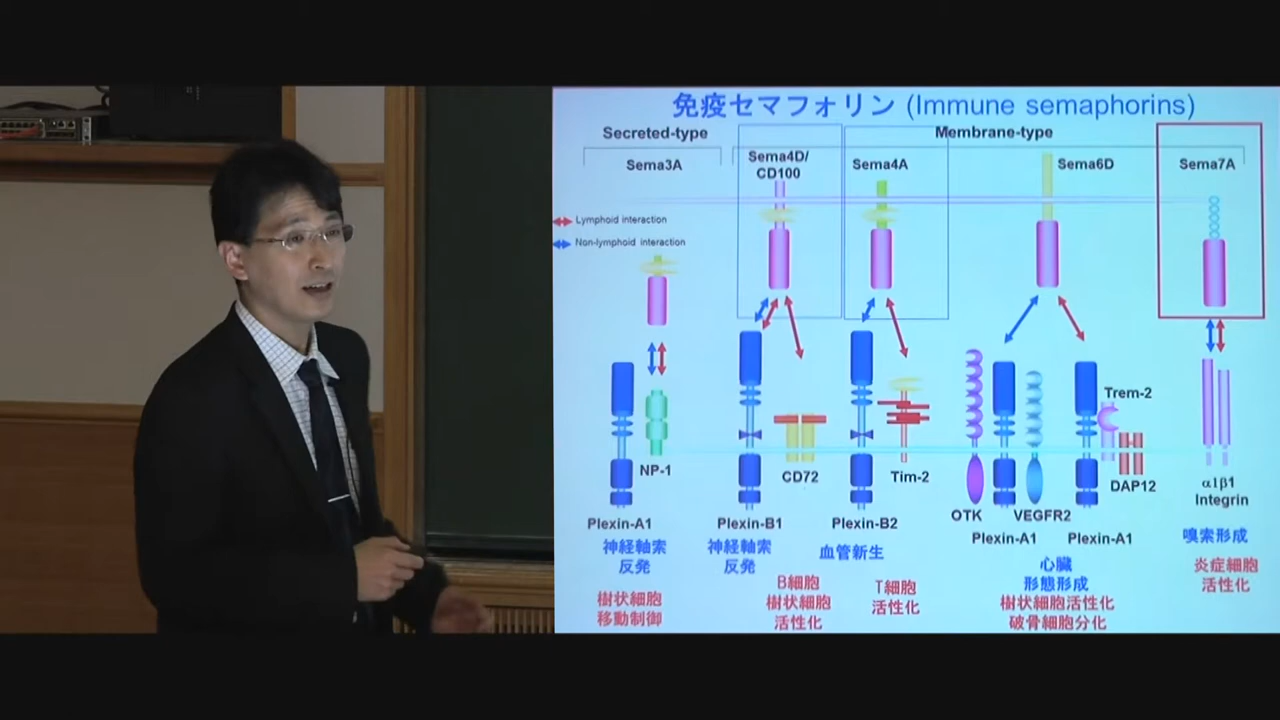 免疫セマフォリン (Immune semaphorins)
Secreted-type
Membrane-type
Sema3A
Sema4D/
CD100
Sema4A
Sema6D
Sema7A
Lymphoid interaction
Non-lymphoid interaction
Trem-2
NP-1
CD72
Tim-2
DAP12
α1β1
Integrin
OTK
VEGFR2
Plexin-A1
Plexin-B1
Plexin-B2
Plexin-A1
Plexin-A1
神経軸索
反発
神経軸索
反発
血管新生
心臓
形態形成
嗅索形成
樹状細胞
移動制御
B細胞
樹状細胞
活性化
T細胞
活性化
樹状細胞活性化
破骨細胞分化
炎症細胞
活性化